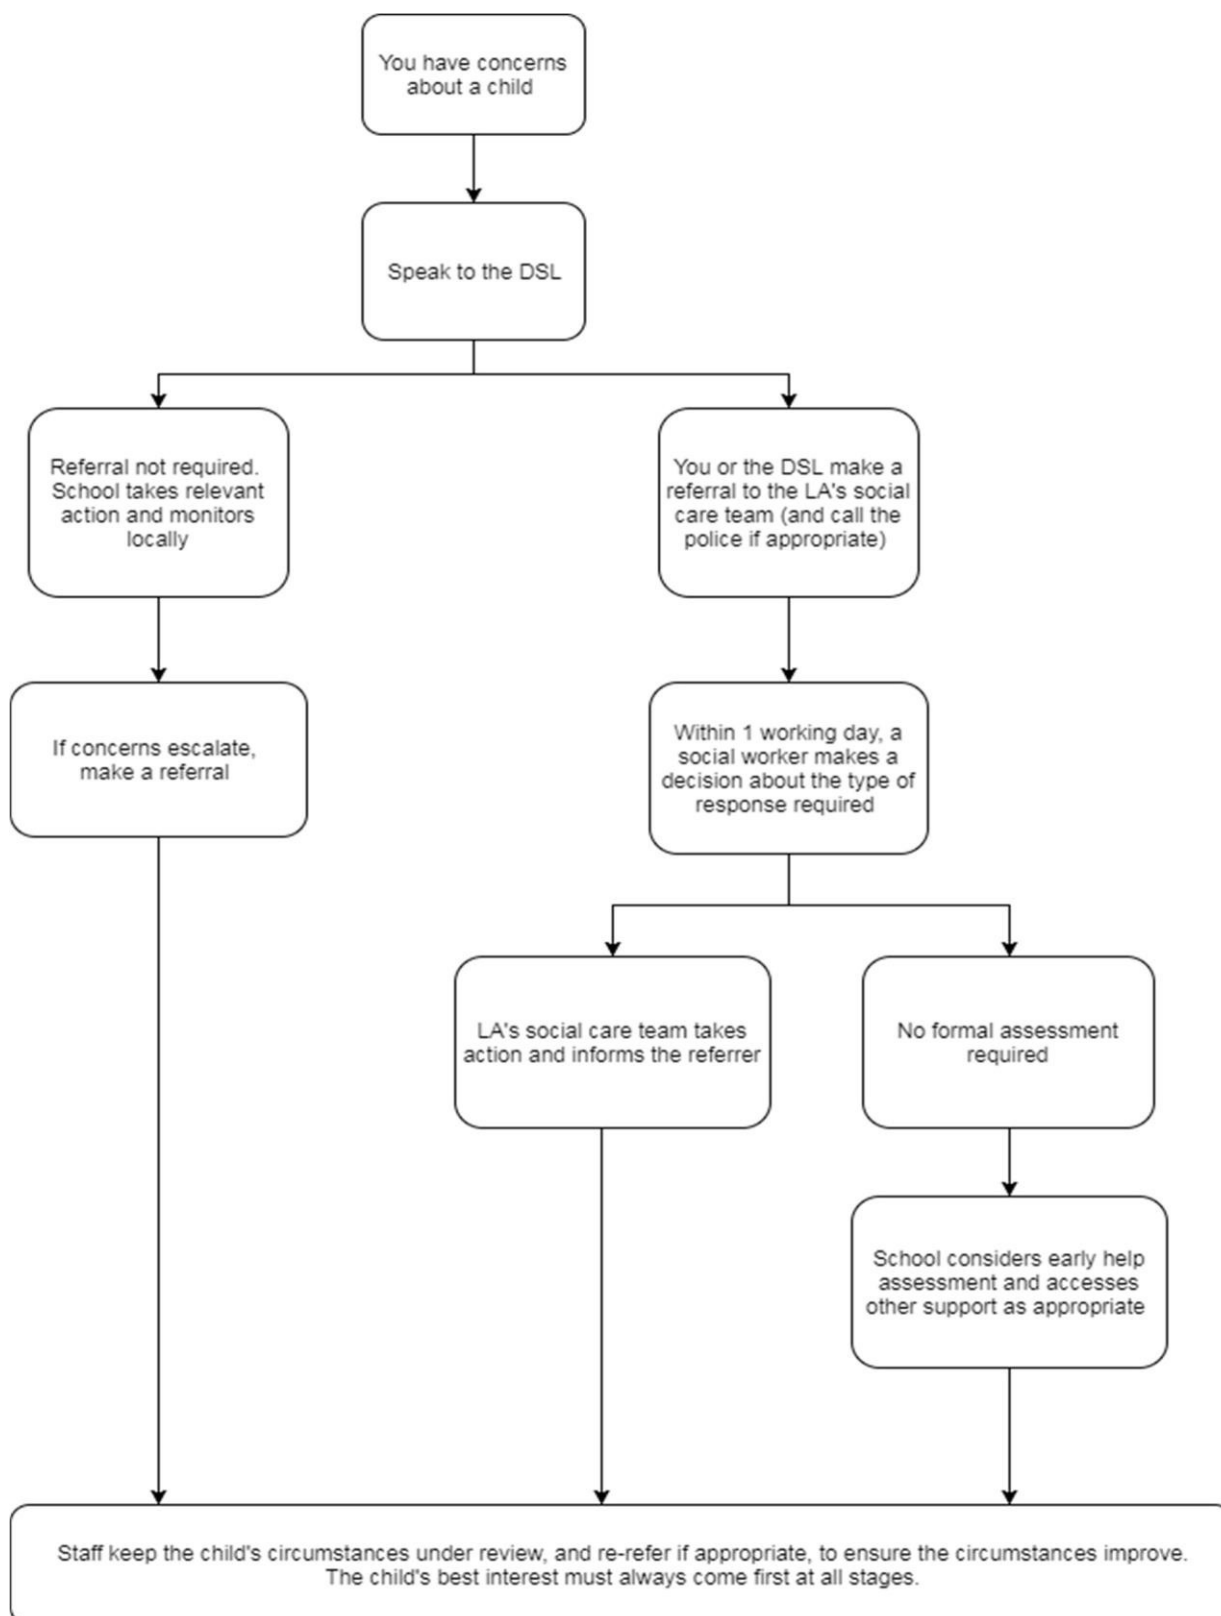 You have concerns
about a child
Speak to the DSL
Referral not required.
School takes relevant
action and monitors
locally
You or the DSL make a
referral to the LA's social
care team (and call the
police if appropriate)
If concerns escalate,
make a referral
Within 1 working day, a
social worker makes a
decision about the type of
response required
LA's social care team takes
action and informs the referrer
No formal assessment
required
School considers early help
assessment and accesses
other support as appropriate
Staff keep the child's circumstances under review, and re-refer if appropriate, to ensure the circumstances improve.
The child's best interest must always come first at all stages.